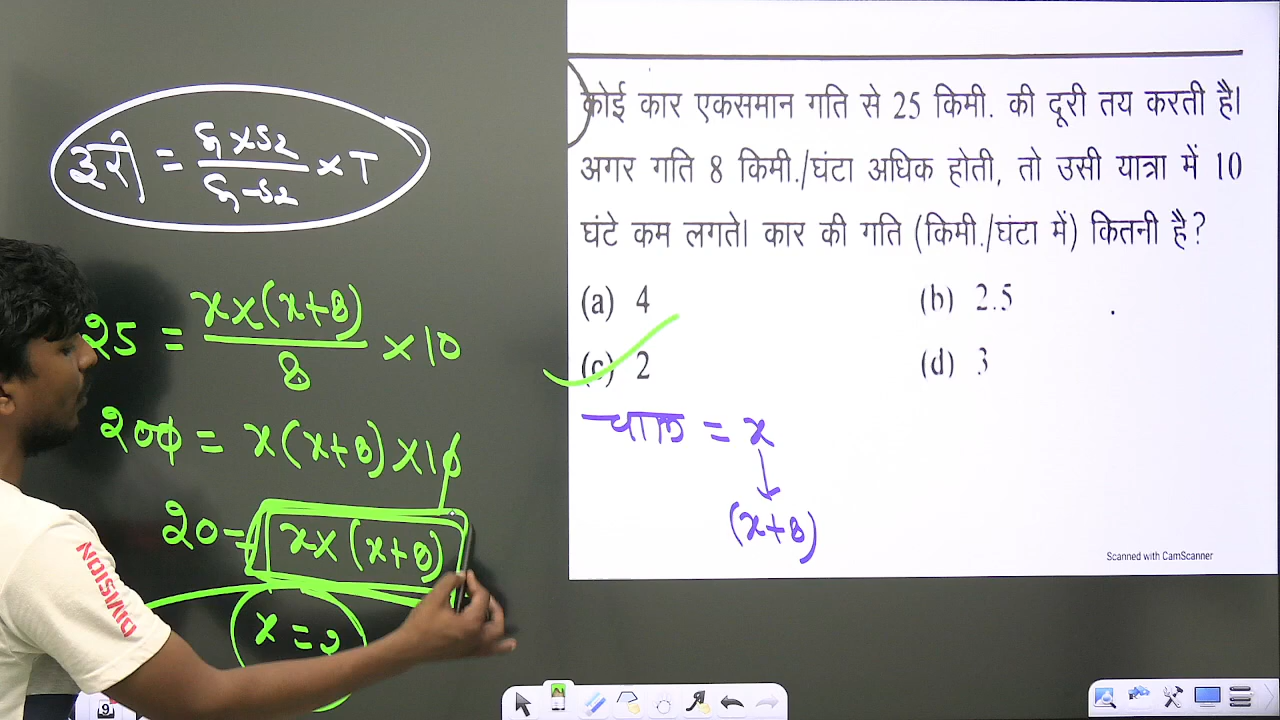 दूरी = S1 x S2 / S1 - S2 x T
25 = x x (x+8) / 8 x 10
200 = x (x+8) x 10
20 = x x (x+8)
x = 2
DIVISION
कोई कार एकसमान गति से 25 किमी. की दूरी तय करती है।
अगर गति 8 किमी./घंटा अधिक होती, तो उसी यात्रा में 10
घंटे कम लगते। कार की गति (किमी./घंटा में) कितनी है?
(a) 4 (b) 2.5
(c) 2 (d) 3
चाल = x
(x+8)
Scanned with CamScanner
9